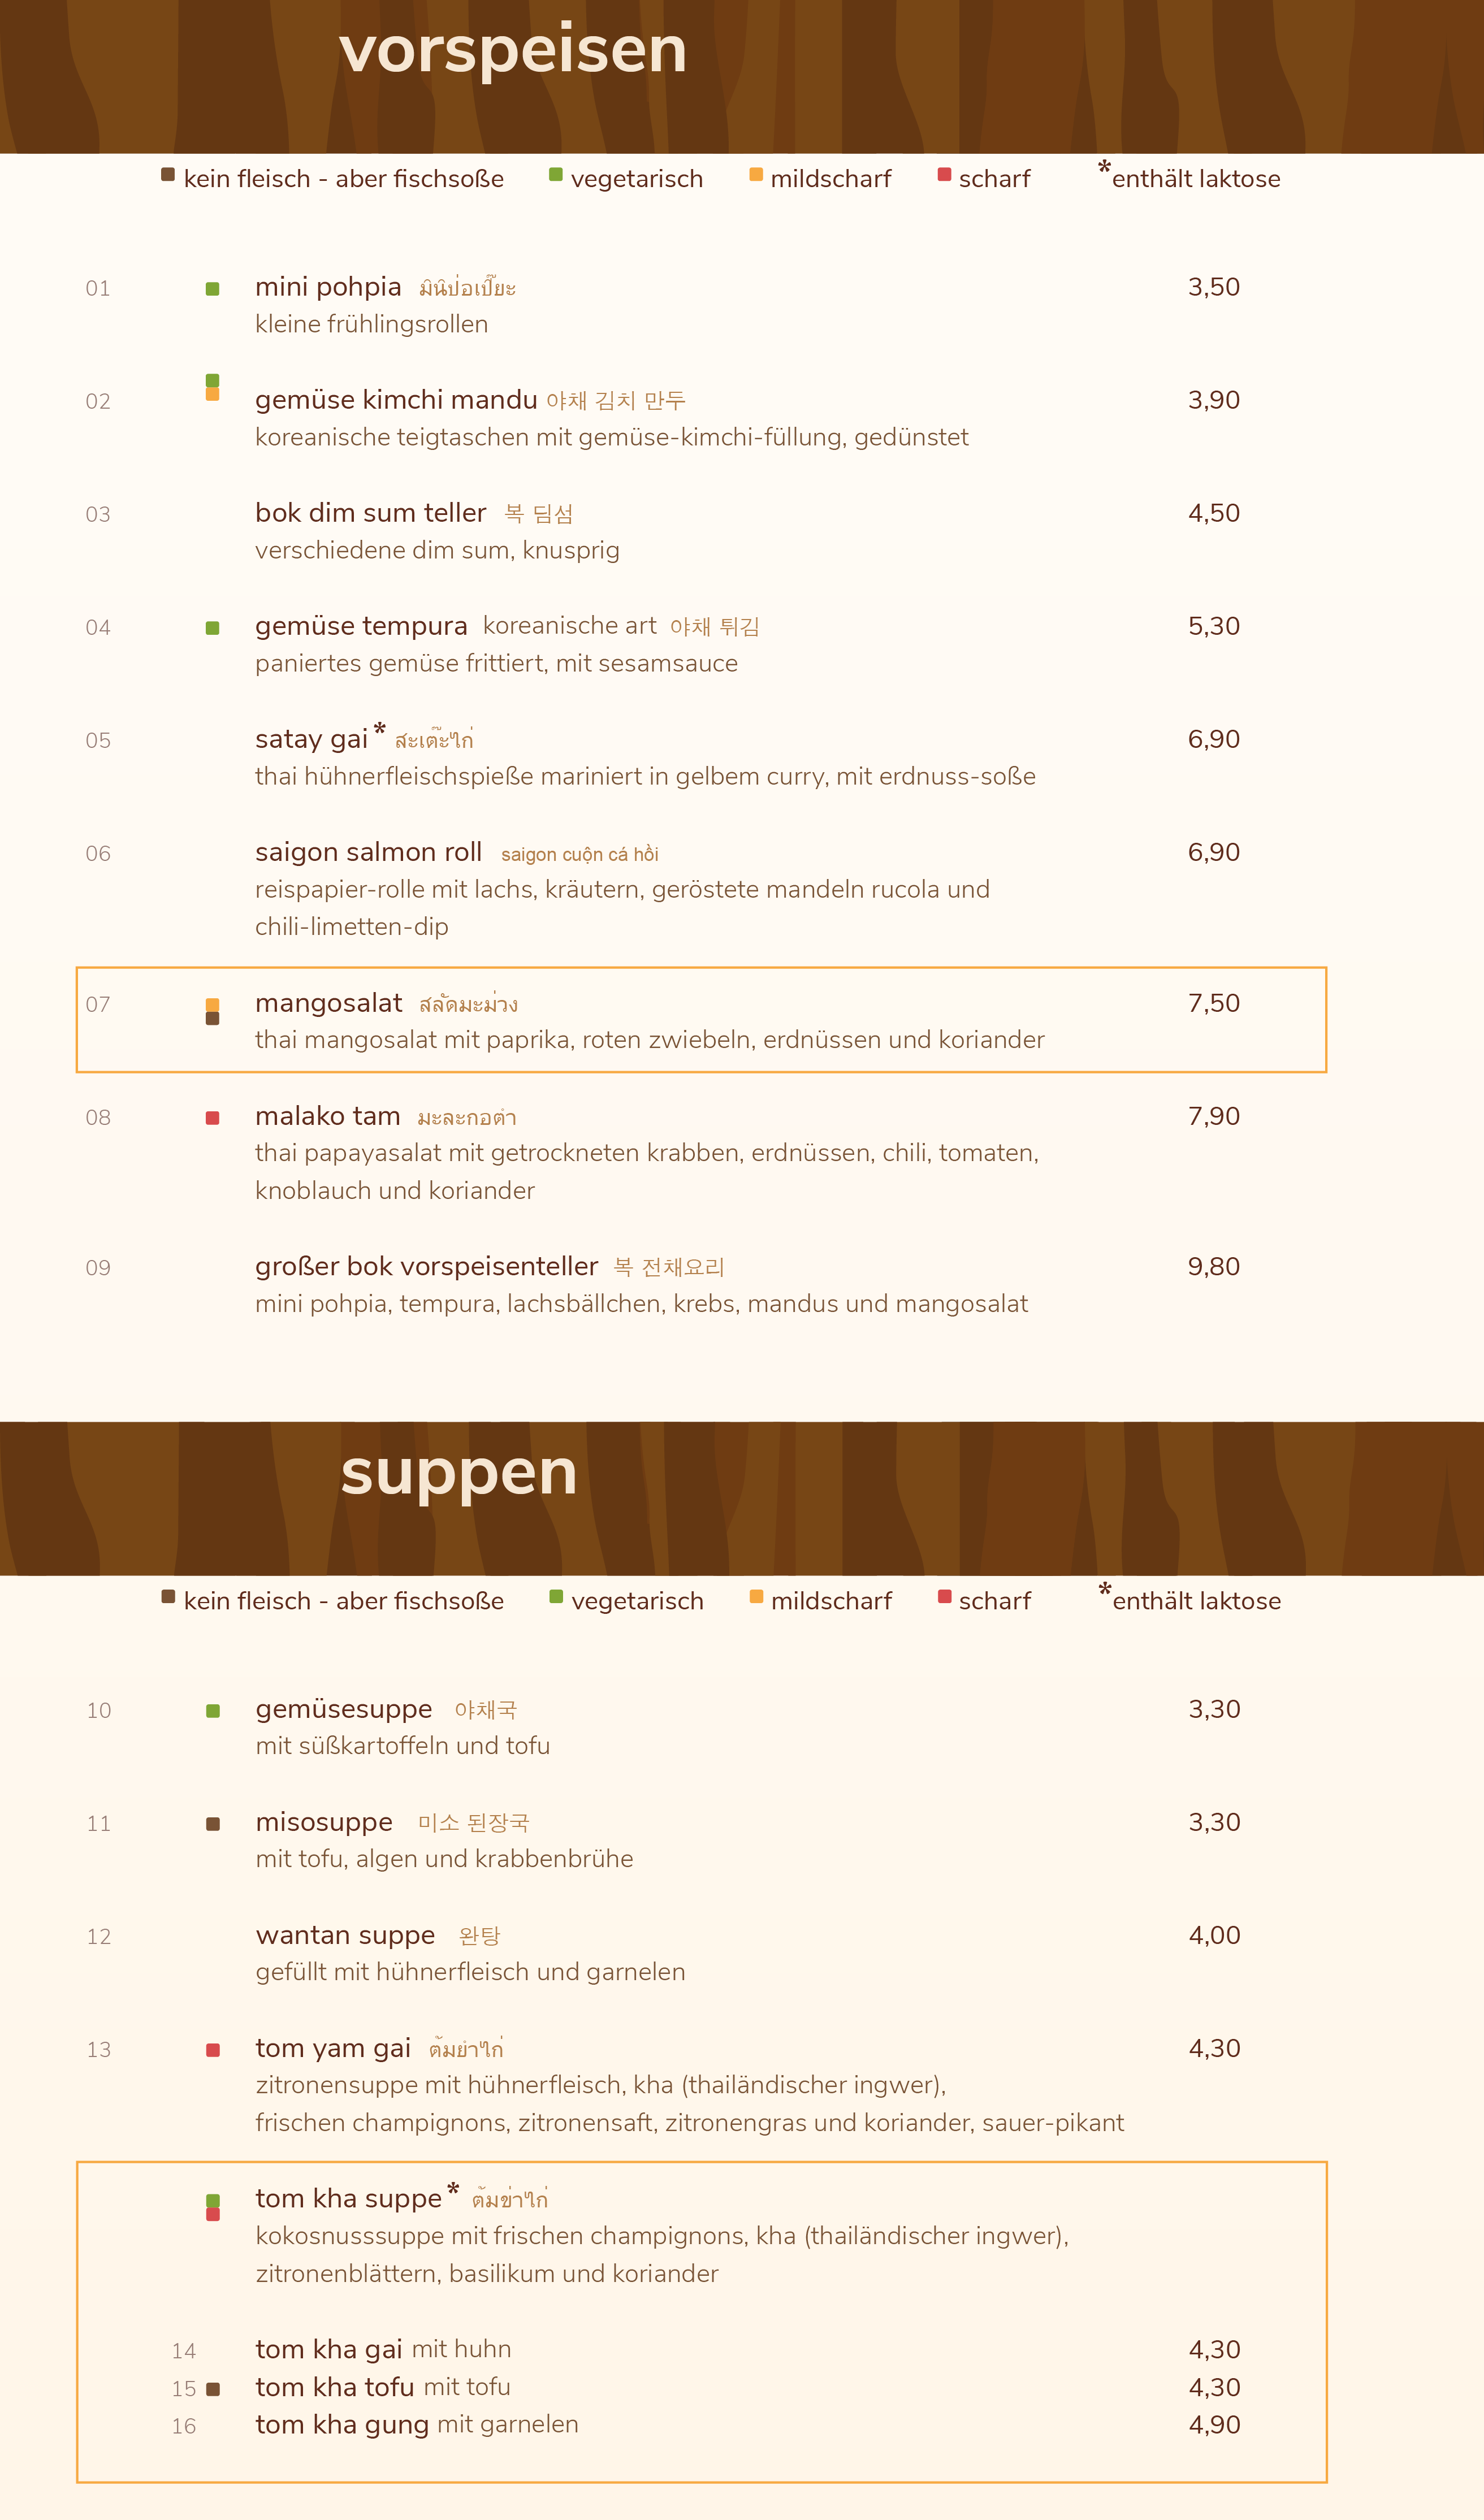 vorspeisen
kein fleisch - aber fischsoße vegetarisch mildscharf scharf *enthält laktose
01 mini pohpia มินิป่อเปี๊ยะ 3,50
kleine frühlingsrollen
02 gemüse kimchi mandu 야채 김치 만두 3,90
koreanische teigtaschen mit gemüse-kimchi-füllung, gedünstet
03 bok dim sum teller 복 딤섬 4,50
verschiedene dim sum, knusprig
04 gemüse tempura koreanische art 야채 튀김 5,30
paniertes gemüse frittiert, mit sesamsauce
05 satay gai * สะเต๊ะไก่ 6,90
thai hühnerfleischspieße mariniert in gelbem curry, mit erdnuss-soße
06 saigon salmon roll saigon cuộn cá hồi 6,90
reispapier-rolle mit lachs, kräutern, geröstete mandeln rucola und
chili-limetten-dip
07 mangosalat สลัดมะม่วง 7,50
thai mangosalat mit paprika, roten zwiebeln, erdnüssen und koriander
08 malako tam มะละกอตำ 7,90
thai papayasalat mit getrockneten krabben, erdnüssen, chili, tomaten,
knoblauch und koriander
09 großer bok vorspeisenteller 복 전채요리 9,80
mini pohpia, tempura, lachsbällchen, krebs, mandus und mangosalat
suppen
kein fleisch - aber fischsoße vegetarisch mildscharf scharf *enthält laktose
10 gemüsesuppe 야채국 3,30
mit süßkartoffeln und tofu
11 misosuppe 미소 된장국 3,30
mit tofu, algen und krabbenbrühe
12 wantan suppe 완탕 4,00
gefüllt mit hühnerfleisch und garnelen
13 tom yam gai ต้มยำไก่ 4,30
zitronensuppe mit hühnerfleisch, kha (thailändischer ingwer),
frischen champignons, zitronensaft, zitronengras und koriander, sauer-pikant
tom kha suppe * ต้มข่าไก่
kokosnusssuppe mit frischen champignons, kha (thailändischer ingwer),
zitronenblättern, basilikum und koriander
14 tom kha gai mit huhn 4,30
15 tom kha tofu mit tofu 4,30
16 tom kha gung mit garnelen 4,90